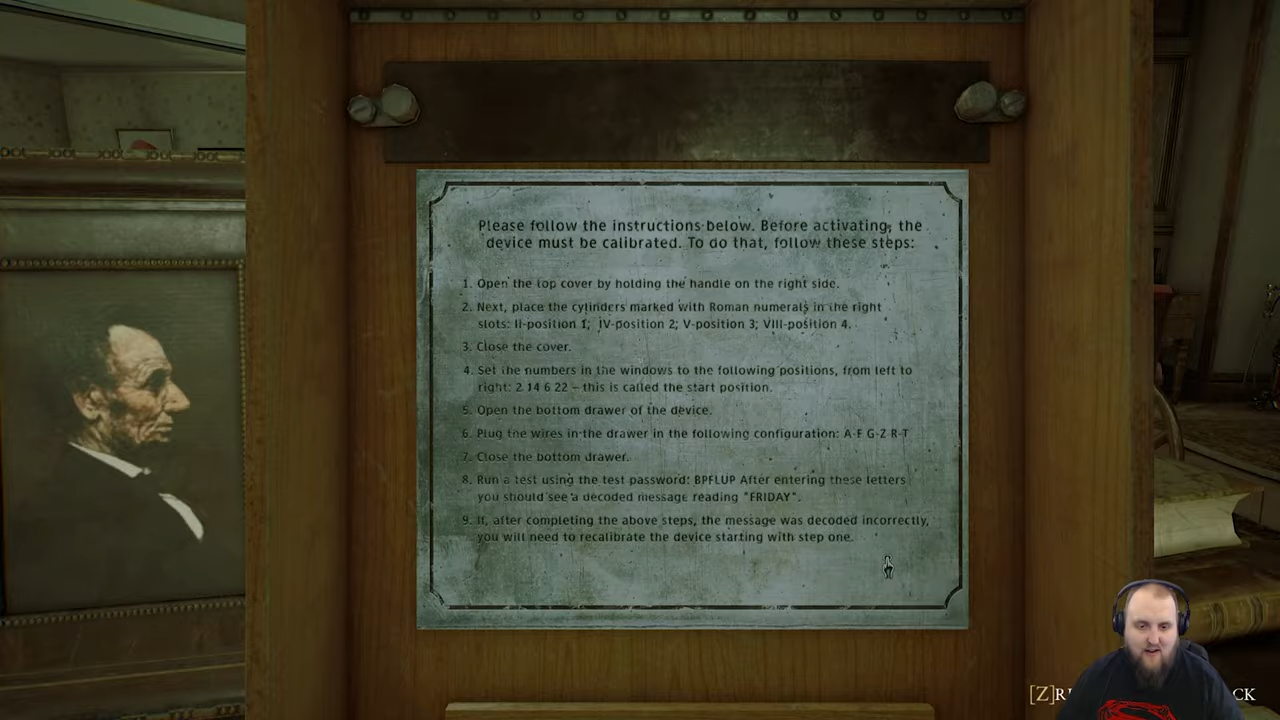 Please follow the instructions below. Before activating, the
device must be calibrated. To do that, follow these steps:
1. Open the top cover by holding the handle on the right side.
2. Next, place the cylinders marked with Roman numerals in the right
slots: II-position 1; IV-position 2; V-position 3; VIII-position 4.
3. Close the cover.
4. Set the numbers in the windows to the following positions, from left to
right: 2 14 6 22 – this is called the start position.
5. Open the bottom drawer of the device.
6. Plug the wires in the drawer in the following configuration: A-F G-Z R-T
7. Close the bottom drawer.
8. Run a test using the test password: BPFLUP After entering these letters
you should see a decoded message reading "FRIDAY".
9. If, after completing the above steps, the message was decoded incorrectly,
you will need to recalibrate the device starting with step one.
[Z]